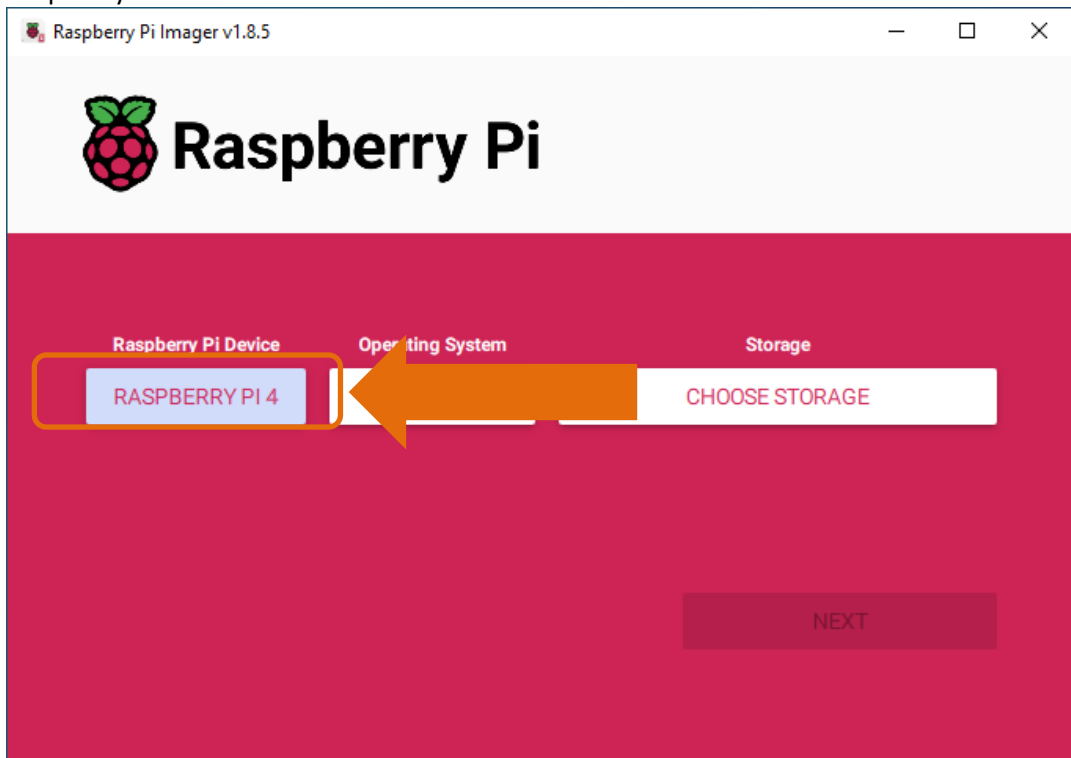 Raspberry Pi Imager v1.8.5
Raspberry Pi
Raspberry Pi Device
Operating System
Storage
RASPBERRY PI 4
CHOOSE STORAGE
NEXT